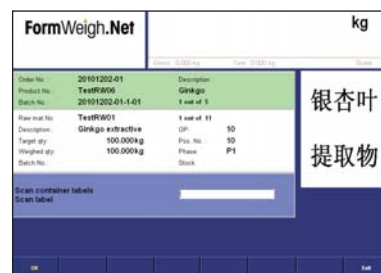 FormWeigh.Net
kg
Gross 0.000 kg Tare 0.000 kg
Order No. : 20101202-01 Description :
Product No. : TestRW06 Ginkgo
Batch No. : 20101202-01-1-01 1 out of 5
Raw mat No : TestRW01 1 out of 11
Description : Ginkgo extractive OP: 10
Target qty : 100.000kg Pos. No. : 10
Weighed qty : 100.000kg Phase: P1
Batch No. : Stock
银杏叶
提取物
Scan container labels
Scan label
OK Exit